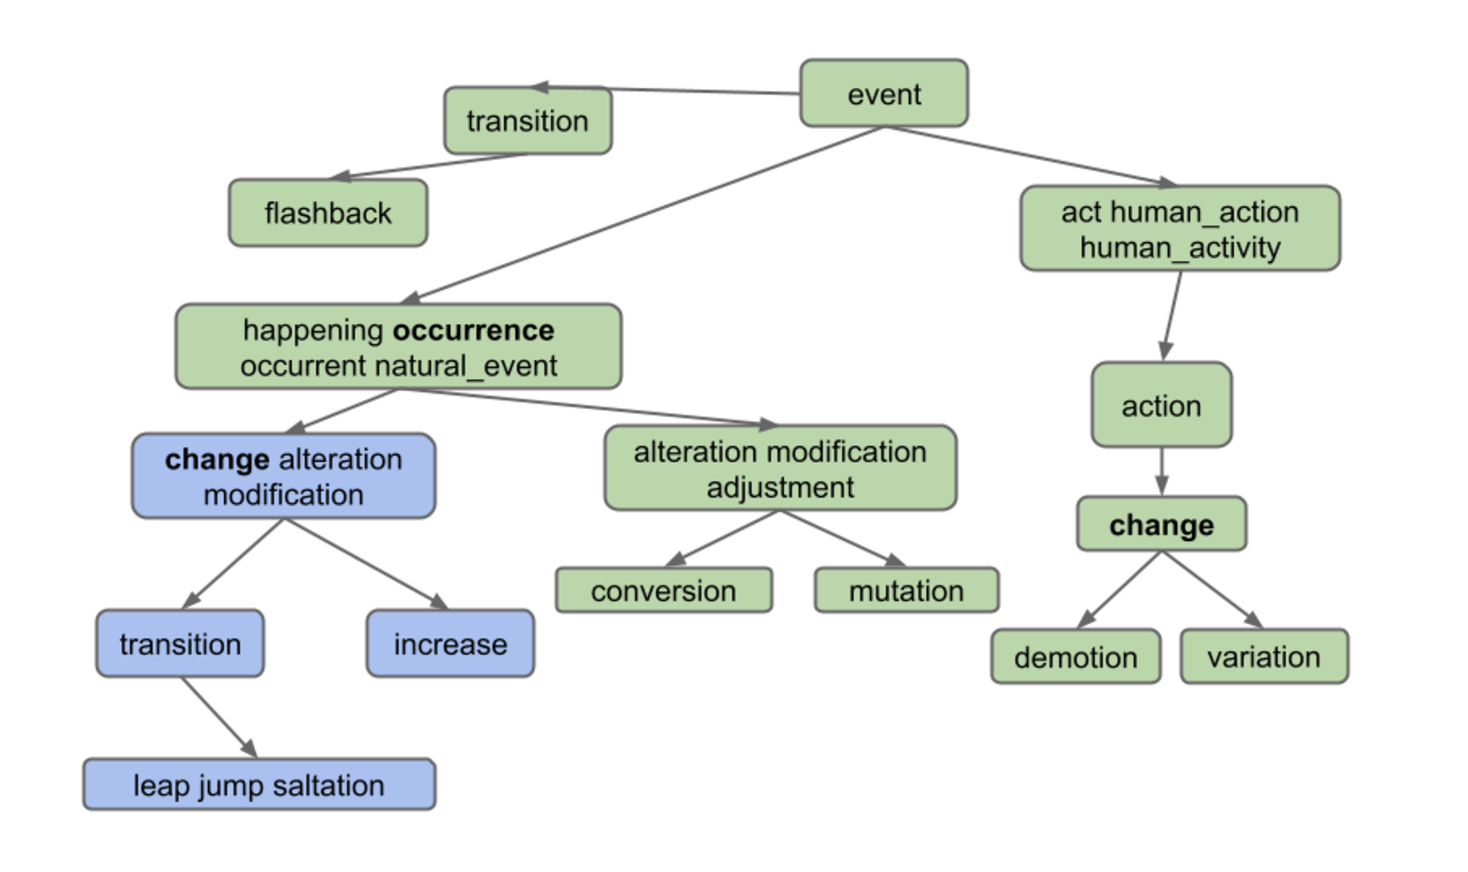 event
transition
flashback
act human_action
human_activity
happening occurrence
occurrent natural_event
action
change alteration
modification
alteration modification
adjustment
change
conversion
mutation
transition
increase
demotion
variation
leap jump saltation